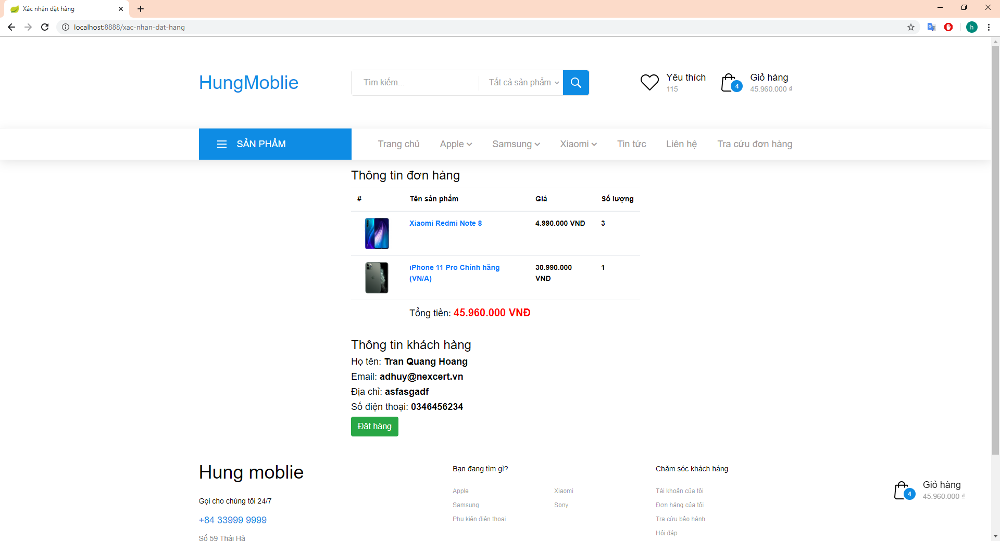 Xác nhận đặt hàng
localhost:8888/xac-nhan-dat-hang
h
HungMoblie
Tìm kiếm...
Tất cả sản phẩm
Yêu thích
115
4
Giỏ hàng
45.960.000 ₫
SẢN PHẨM
Trang chủ
Apple
Samsung
Xiaomi
Tin tức
Liên hệ
Tra cứu đơn hàng
Thông tin đơn hàng
# Tên sản phẩm Giá Số lượng
Xiaomi Redmi Note 8 4.990.000 VNĐ 3
iPhone 11 Pro Chính hãng 30.990.000 1
(VN/A) VNĐ
Tổng tiền: 45.960.000 VNĐ
Thông tin khách hàng
Họ tên: Tran Quang Hoang
Email: adhuy@nexcert.vn
Địa chỉ: asfasgadf
Số điện thoại: 0346456234
Đặt hàng
Hung moblie
Gọi cho chúng tôi 24/7
+84 33999 9999
Số 59 Thái Hà
Bạn đang tìm gì?
Apple
Samsung
Phụ kiện điện thoại
Xiaomi
Sony
Chăm sóc khách háng
Tải khoản của tôi
Đơn hàng của tôi
Tra cứu bảo hành
Hỏi đáp
4
Giỏ hàng
45.960.000 ₫